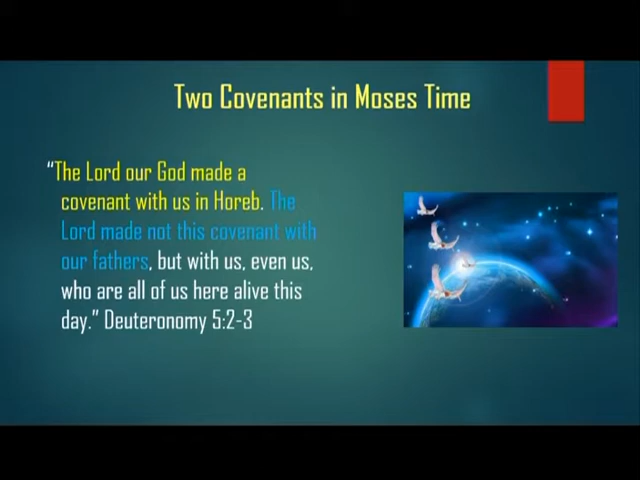 Two Covenants in Moses Time
“The Lord our God made a
covenant with us in Horeb. The
Lord made not this covenant with
our fathers, but with us, even us,
who are all of us here alive this
day.” Deuteronomy 5:2-3